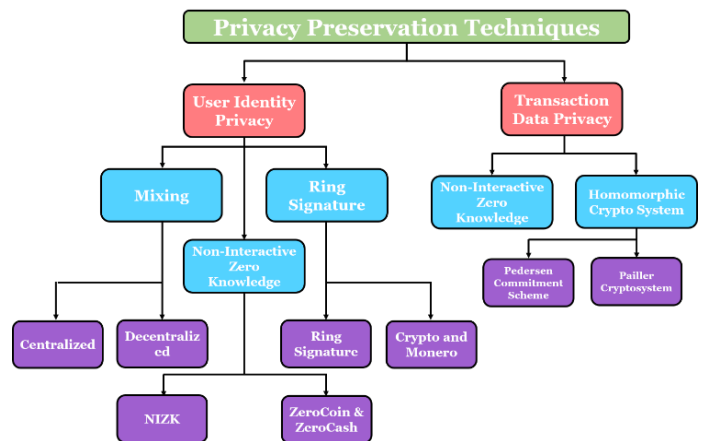 Privacy Preservation Techniques
User Identity
Privacy
Transaction
Data Privacy
Mixing
Ring
Signature
Non-Interactive
Zero
Knowledge
Homomorphic
Crypto System
Non-Interactive
Zero
Knowledge
Pedersen
Commitment
Scheme
Pailler
Cryptosystem
Centralized
Decentraliz
ed
Ring
Signature
Crypto and
Monero
NIZK
ZeroCoin &
ZeroCash